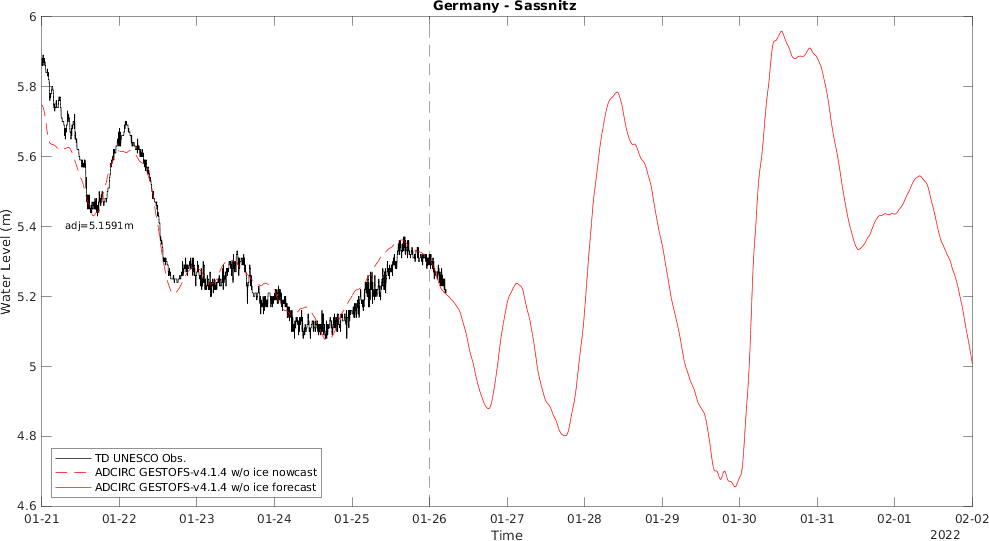 Germany - Sassnitz
6
5.8
5.6
5.4
5.2
5
4.8
4.6
Water Level (m)
adj=5.1591m
TD UNESCO Obs.
ADCIRC GESTOFS-v4.1.4 w/o ice nowcast
ADCIRC GESTOFS-v4.1.4 w/o ice forecast
01-21 01-22 01-23 01-24 01-25 01-26 01-27 01-28 01-29 01-30 01-31 02-01 02-02
Time
2022